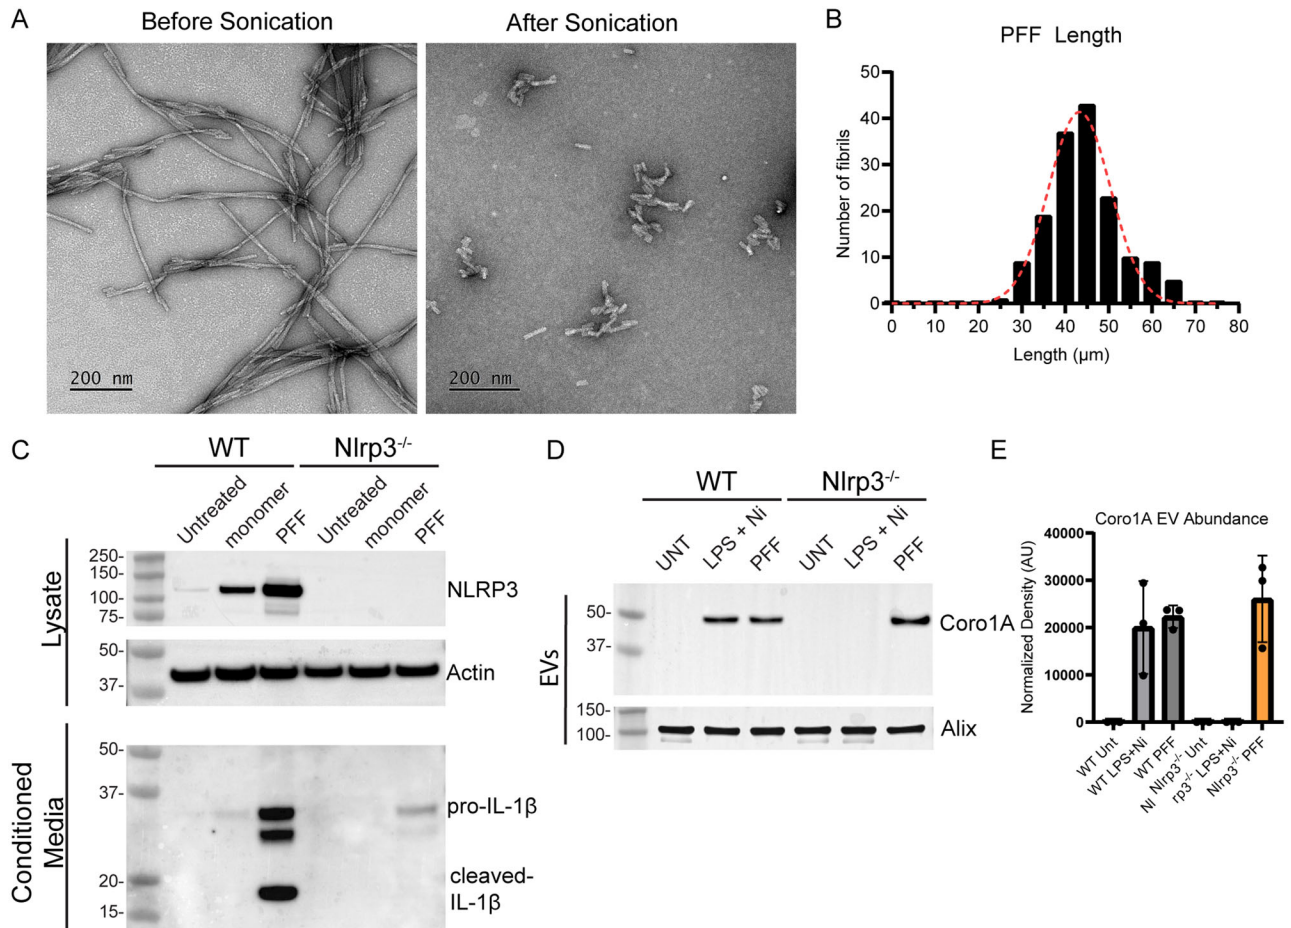 A
Before Sonication
After Sonication
200 nm
200 nm
B
PFF Length
Number of fibrils
50
40
30
20
10
0
0 10 20 30 40 50 60 70 80
Length (µm)
C
WT
Nlrp3-/-
Untreated
monomer
PFF
Untreated
monomer
PFF
Lysate
250-
150-
100-
75-
NLRP3
50-
37-
Actin
Conditioned
Media
50-
37-
20-
15-
pro-IL-1β
cleaved-
IL-1β
D
WT
Nlrp3-/-
UNT
LPS + Ni
PFF
UNT
LPS + Ni
PFF
EVs
50-
37-
Coro1A
150-
100-
Alix
E
Coro1A EV Abundance
Normalized Density (AU)
40000
30000
20000
10000
0
WT Unt
WT LPS+Ni
WT PFF
Nlrp3-/- Unt
Nl rp3-/- LPS+Ni
Nlrp3-/- PFF